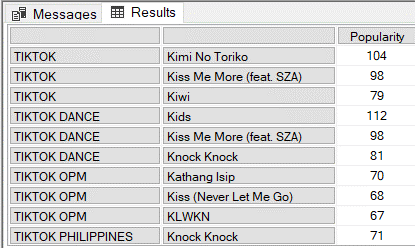 Messages Results
Popularity
TIKTOK Kimi No Toriko 104
TIKTOK Kiss Me More (feat. SZA) 98
TIKTOK Kiwi 79
TIKTOK DANCE Kids 112
TIKTOK DANCE Kiss Me More (feat. SZA) 98
TIKTOK DANCE Knock Knock 81
TIKTOK OPM Kathang Isip 70
TIKTOK OPM Kiss (Never Let Me Go) 68
TIKTOK OPM KLWKN 67
TIKTOK PHILIPPINES Knock Knock 71